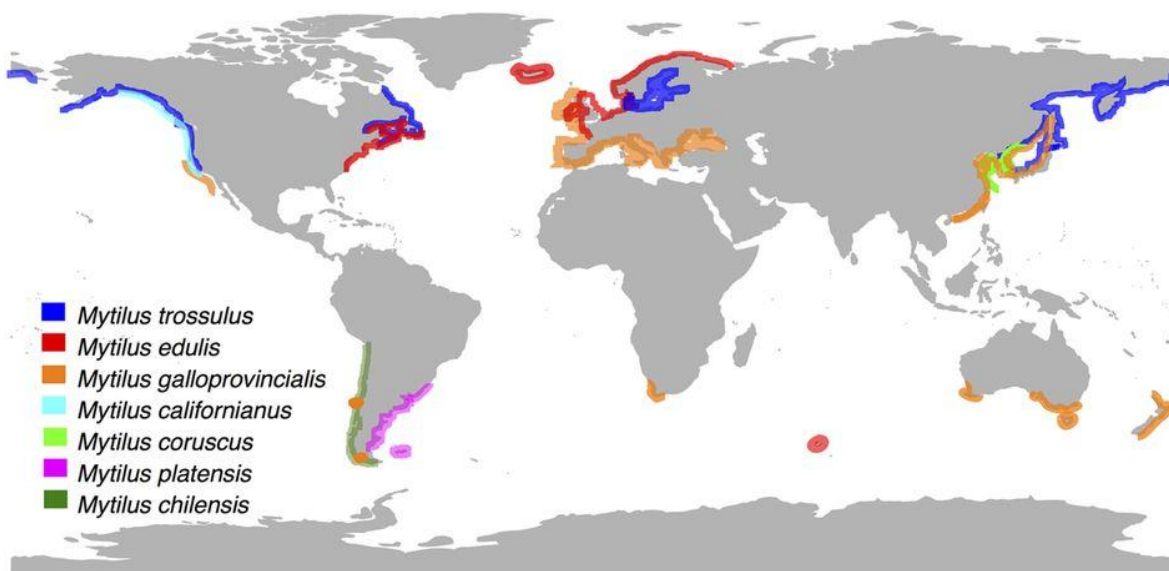 Mytilus trossulus
Mytilus edulis
Mytilus galloprovincialis
Mytilus californianus
Mytilus coruscus
Mytilus platensis
Mytilus chilensis